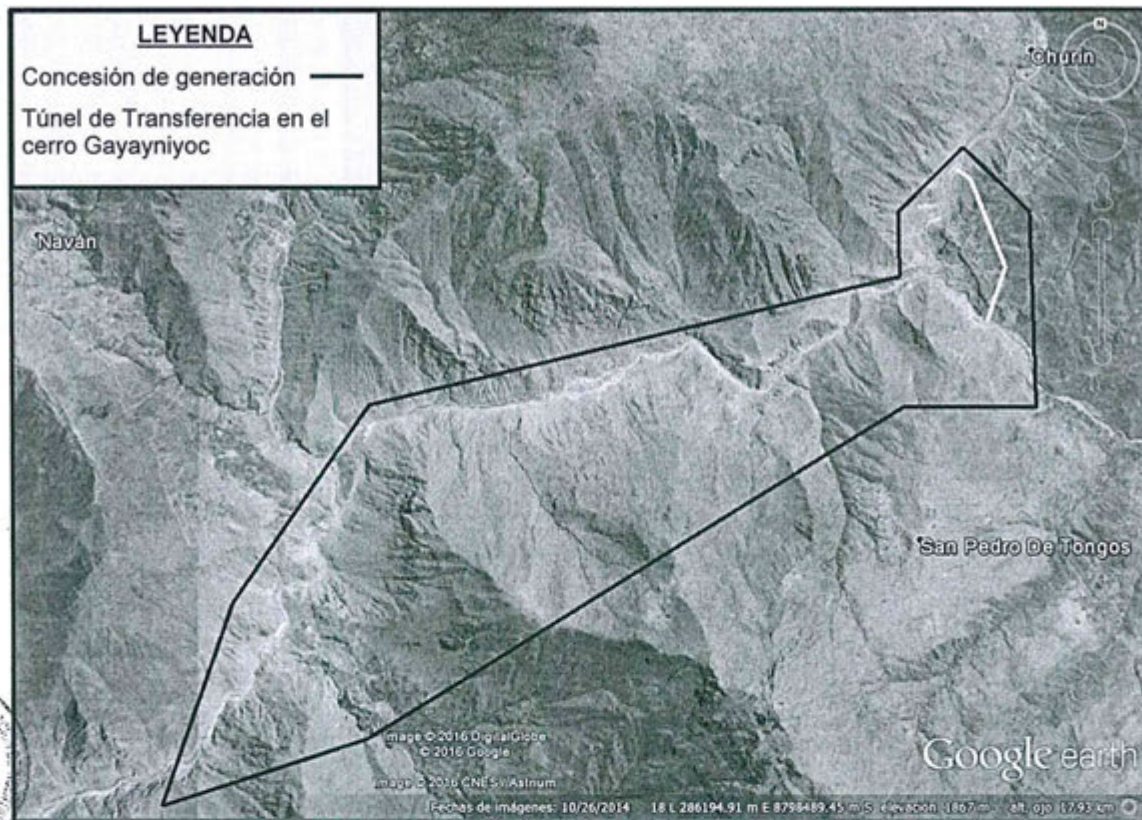 LEYENDA
Concesión de generación
Túnel de Transferencia en el
cerro Gayayniyoc
N
Churín
Naván
San Pedro De Tongos
Image © 2016 DigitalGlobe
© 2016 Google
Image © 2016 CNES / Astrium
Google earth
Fechas de imágenes: 10/26/2014 18 L 286194.91 m E 8798489.45 m S elevación 1867 m alt. ojo 17.93 km